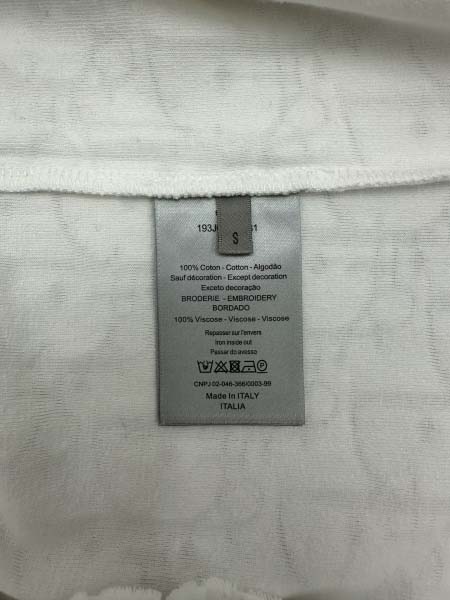 S
100% Coton - Cotton - Algodão
Sauf décoration - Except decoration
Exceto decoração
BRODERIE - EMBROIDERY
BORDADO
100% Viscose - Viscose - Viscose
Repasser sur l'envers
Iron inside out
Passar do avesso
CNPJ 02-046-366/0003-99
Made In ITALY
ITALIA